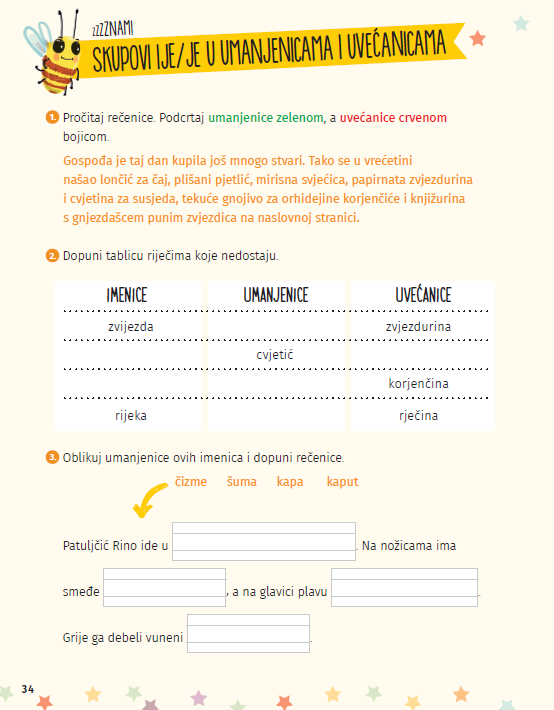 zzZZNAM!
SKUPOVI IJE/JE U UMANJENICAMA I UVEĆANICAMA
1. Pročitaj rečenice. Podcrtaj umanjenice zelenom, a uvećanice crvenom
bojicom.
Gospođa je taj dan kupila još mnogo stvari. Tako se u vrećetini
našao lončić za čaj, plišani pjetlić, mirisna svjećica, papirnata zvjezdurina
i cvjetina za susjeda, tekuće gnojivo za orhidejine korjenčiće i knjižurina
s gnjezdašcem punim zvjezdica na naslovnoj stranici.
2. Dopuni tablicu riječima koje nedostaju.
IMENICE UMANJENICE UVEĆANICE
zvijezda zvjezdurina
cvjetić
korjenčina
rijeka rječina
3. Oblikuj umanjenice ovih imenica i dopuni rečenice.
čizme šuma kapa kaput
Patuljčić Rino ide u . Na nožicama ima
smeđe , a na glavici plavu .
Grije ga debeli vuneni .
34